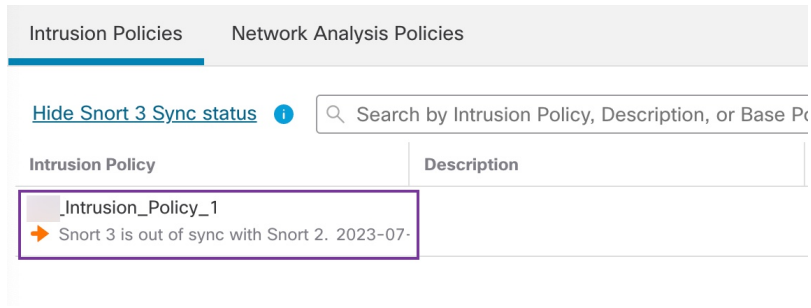 Intrusion Policies Network Analysis Policies
Hide Snort 3 Sync status i Search by Intrusion Policy, Description, or Base
Intrusion Policy Description
_Intrusion_Policy_1
Snort 3 is out of sync with Snort 2. 2023-07-